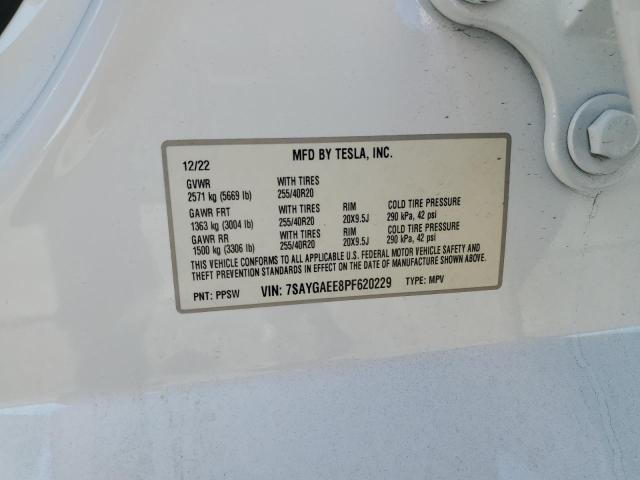 12/22 MFD BY TESLA, INC.
GVWR WITH TIRES
2571 kg (5669 lb) 255/40R20
GAWR FRT WITH TIRES RIM COLD TIRE PRESSURE
1363 kg (3004 lb) 255/40R20 20X9.5J 290 kPa, 42 psi
GAWR RR WITH TIRES RIM COLD TIRE PRESSURE
1500 kg (3306 lb) 255/40R20 20X9.5J 290 kPa, 42 psi
THIS VEHICLE CONFORMS TO ALL APPLICABLE U.S. FEDERAL MOTOR VEHICLE SAFETY AND
THEFT PREVENTION STANDARDS IN EFFECT ON THE DATE OF MANUFACTURE SHOWN ABOVE.
PNT: PPSW VIN: 7SAYGAEE8PF620229 TYPE: MPV